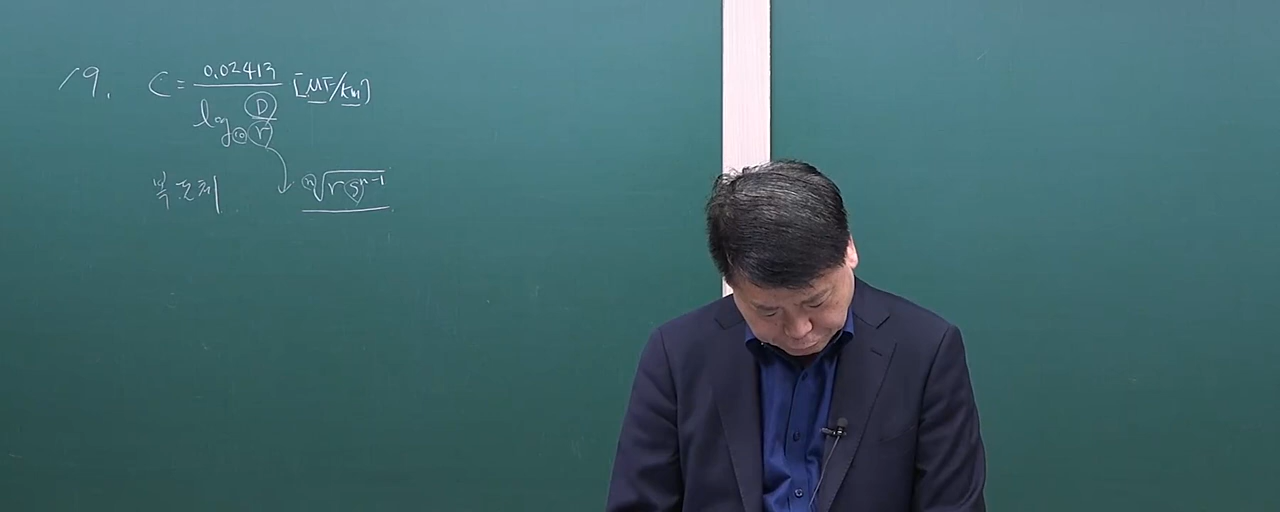 19. C = 0.02413 / log₁₀ D/r [μF/km]
복도체 ⁿ√(r sⁿ⁻¹)